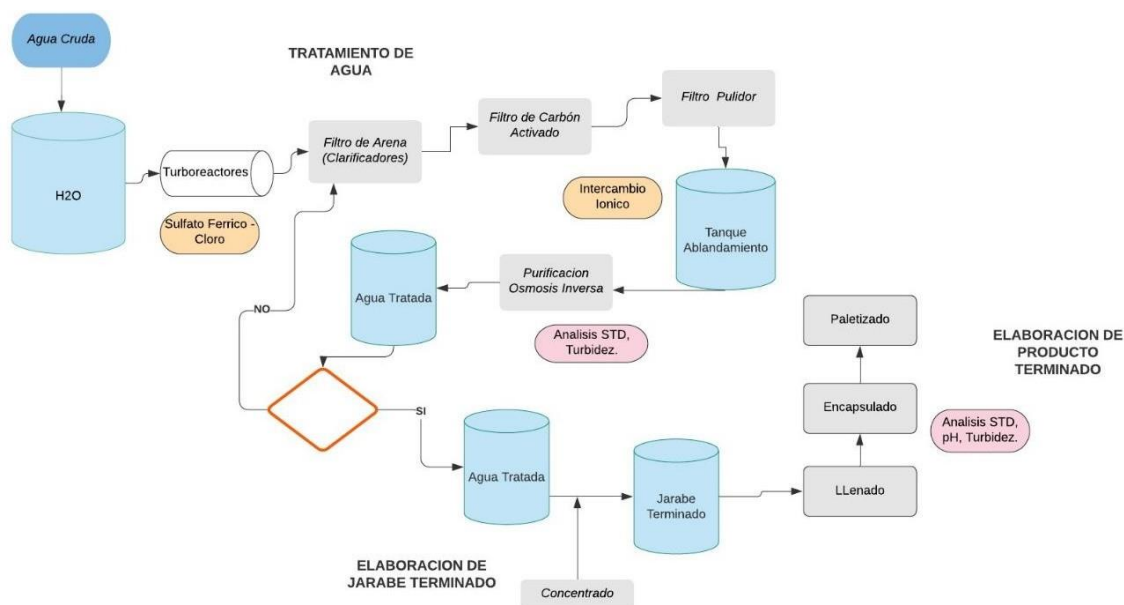 Agua Cruda
TRATAMIENTO DE
AGUA
Filtro Pulidor
Filtro de Carbón
Activado
Filtro de Arena
(Clarificadores)
Turboreactores
H2O
Sulfato Ferrico -
Cloro
Intercambio
Ionico
Tanque
Ablandamiento
Purificacion
Osmosis Inversa
Agua Tratada
Analisis STD,
Turbidez.
NO
SI
Paletizado
ELABORACION DE
PRODUCTO
TERMINADO
Encapsulado
Analisis STD,
pH, Turbidez.
LLenado
Agua Tratada
Jarabe
Terminado
ELABORACION DE
JARABE TERMINADO
Concentrado